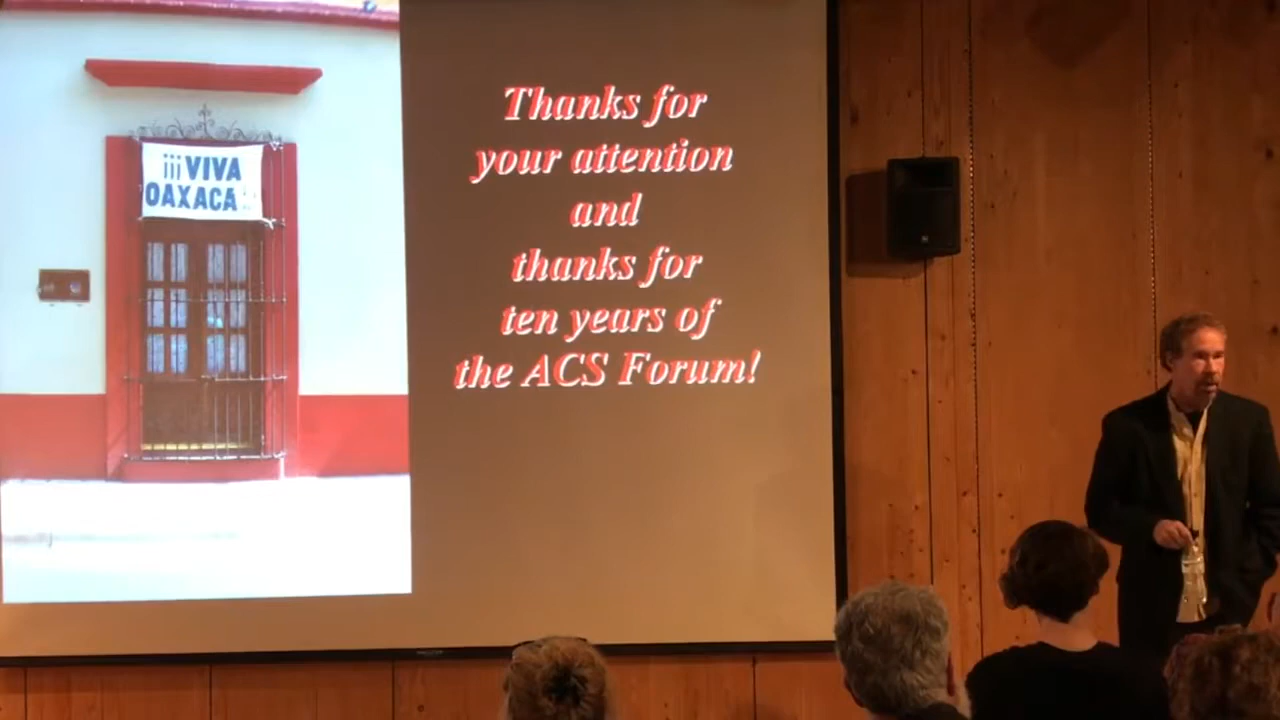 ¡¡¡VIVA
OAXACA
Thanks for
your attention
and
thanks for
ten years of
the ACS Forum!